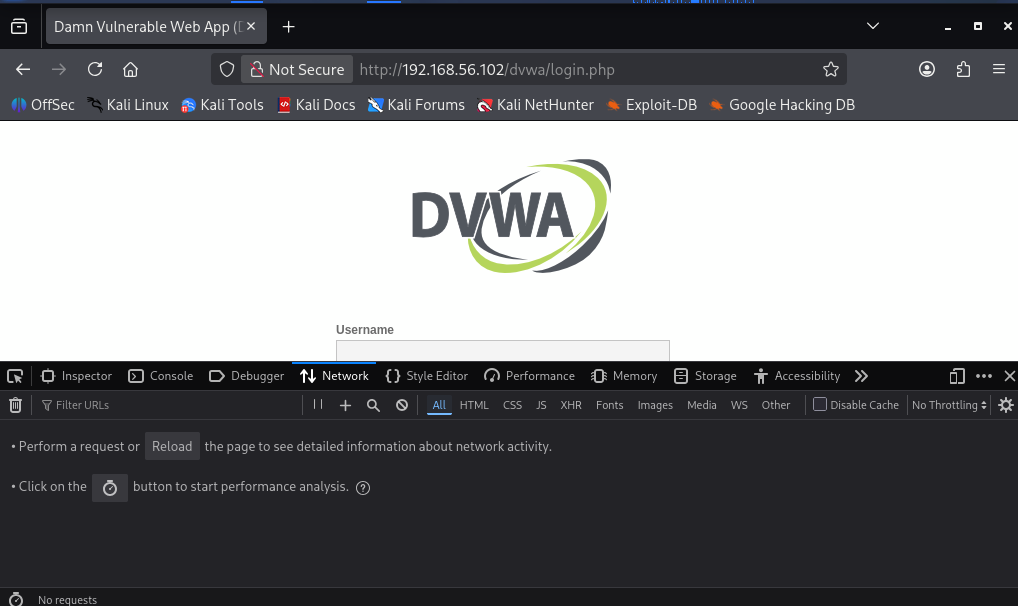 Damn Vulnerable Web App (
Not Secure http://192.168.56.102/dvwa/login.php
OffSec Kali Linux Kali Tools Kali Docs Kali Forums Kali NetHunter Exploit-DB Google Hacking DB
DVWA
Username
Inspector Console Debugger Network Style Editor Performance Memory Storage Accessibility
Filter URLs All HTML CSS JS XHR Fonts Images Media WS Other Disable Cache No Throttling
• Perform a request or Reload the page to see detailed information about network activity.
• Click on the button to start performance analysis.
No requests